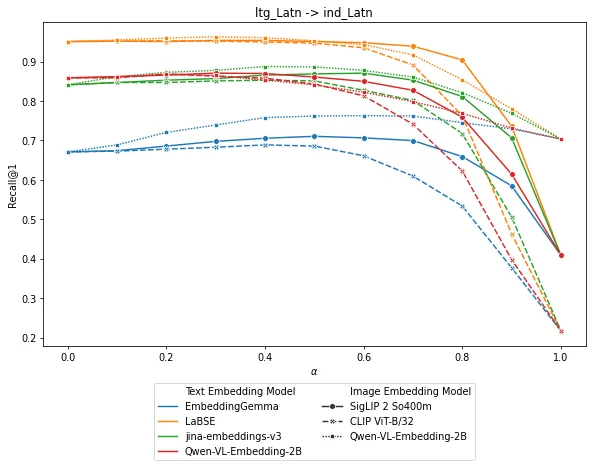 ltg_Latn -> ind_Latn
Recall@1
0.9
0.8
0.7
0.6
0.5
0.4
0.3
0.2
0.0 0.2 0.4 0.6 0.8 1.0
α
Text Embedding Model Image Embedding Model
EmbeddingGemma SigLIP 2 So400m
LaBSE CLIP ViT-B/32
jina-embeddings-v3 Qwen-VL-Embedding-2B
Qwen-VL-Embedding-2B